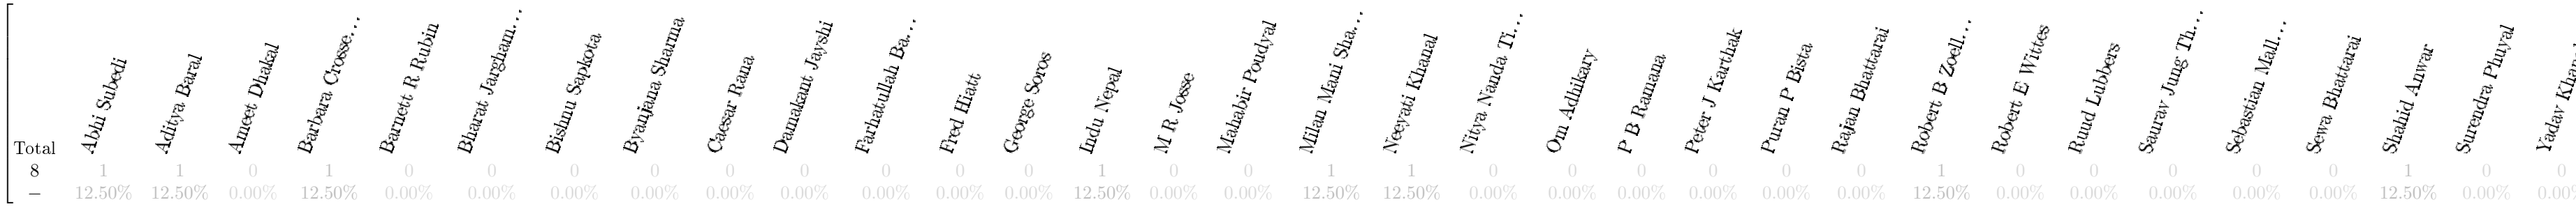 Total Abhi Subedi Aditya Baral Ameet Dhakal Barbara Crosse... Barnett R Rubin Bharat Jargham... Bishnu Sapkota Byanjana Sharma Caesar Rana Damakant Jayshi Farhatullah Ba... Fred Hiatt George Soros Indu Nepal M R Josse Mahabir Poudyal Milan Mani Sha... Neeyati Khanal Nitya Nanda Ti... Om Adhikary P B Ramana Peter J Karthak Puran P Bista Rajan Bhattarai Robert B Zoell... Robert E Wittes Ruud Lubbers Saurav Jung Th... Sebastian Mall... Sewa Bhattarai Shahid Anwar Surendra Phuyal Yadav
8 1 1 0 1 0 0 0 0 0 0 0 0 0 1 0 0 1 1 0 0 0 0 0 0 1 0 0 0 0 0 1 0 0
— 12.50% 12.50% 0.00% 12.50% 0.00% 0.00% 0.00% 0.00% 0.00% 0.00% 0.00% 0.00% 0.00% 12.50% 0.00% 0.00% 12.50% 12.50% 0.00% 0.00% 0.00% 0.00% 0.00% 0.00% 12.50% 0.00% 0.00% 0.00% 0.00% 0.00% 12.50% 0.00%